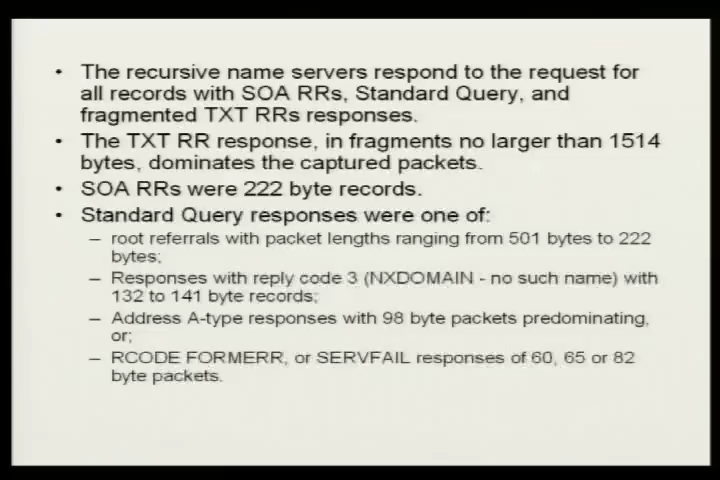 • The recursive name servers respond to the request for
all records with SOA RRs, Standard Query, and
fragmented TXT RRs responses.
• The TXT RR response, in fragments no larger than 1514
bytes, dominates the captured packets.
• SOA RRs were 222 byte records.
• Standard Query responses were one of:
– root referrals with packet lengths ranging from 501 bytes to 222
bytes;
– Responses with reply code 3 (NXDOMAIN - no such name) with
132 to 141 byte records;
– Address A-type responses with 98 byte packets predominating,
or;
– RCODE FORMERR, or SERVFAIL responses of 60, 65 or 82
byte packets.